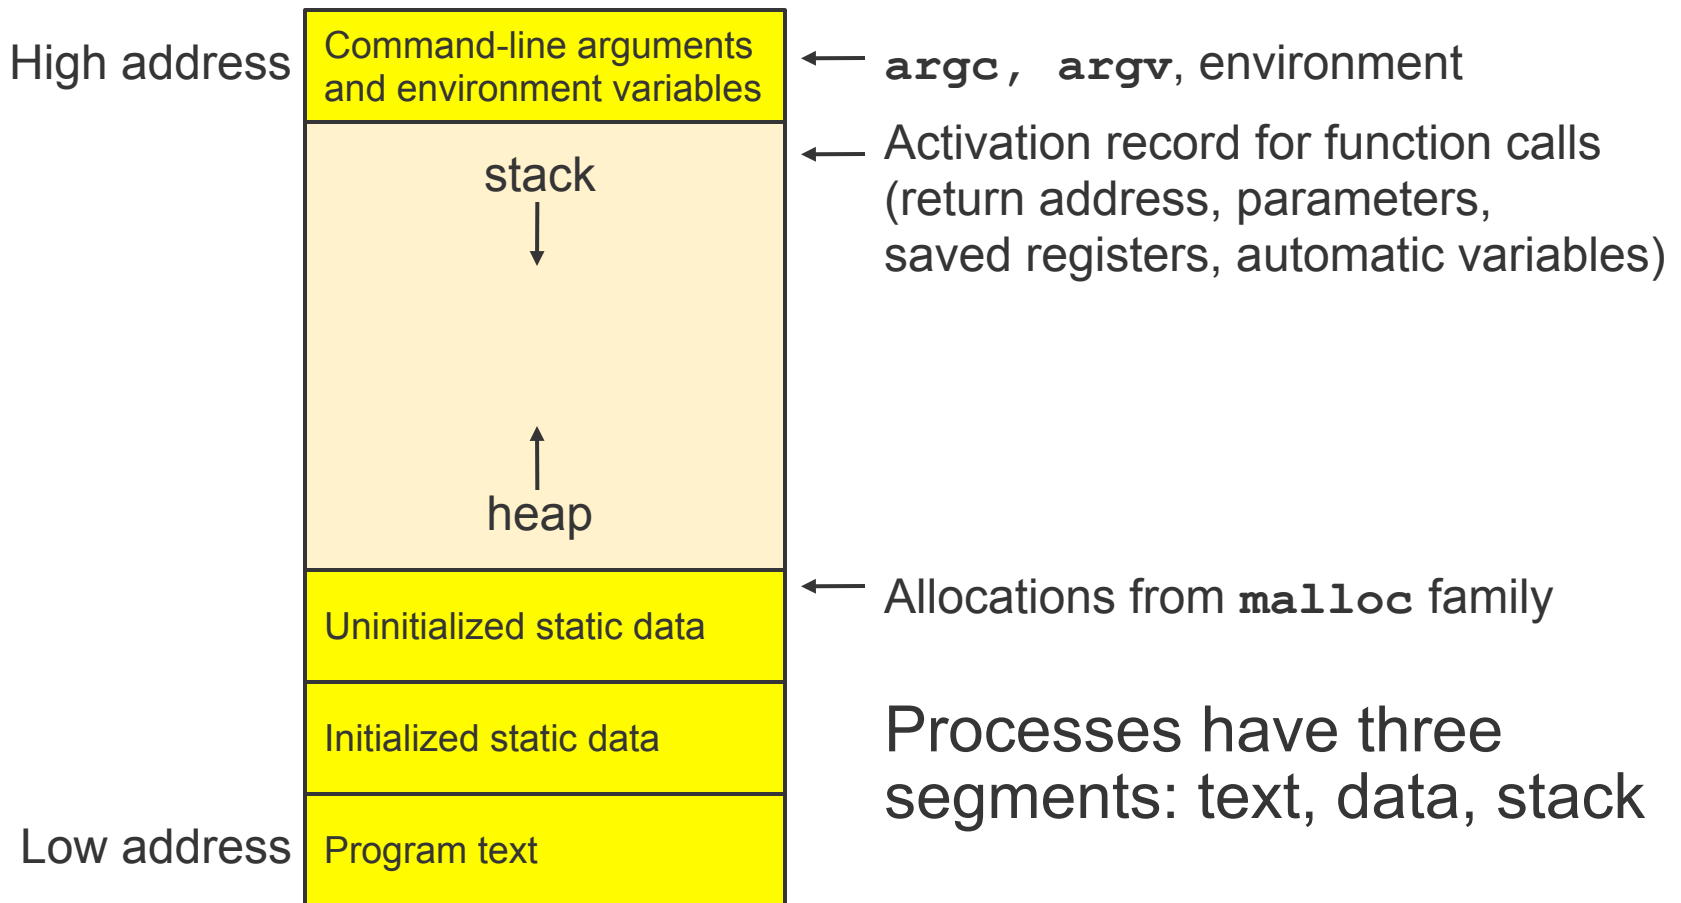 High address
Command-line arguments
and environment variables
argc, argv, environment
stack
Activation record for function calls
(return address, parameters,
saved registers, automatic variables)
heap
Allocations from malloc family
Uninitialized static data
Initialized static data
Processes have three
segments: text, data, stack
Low address
Program text